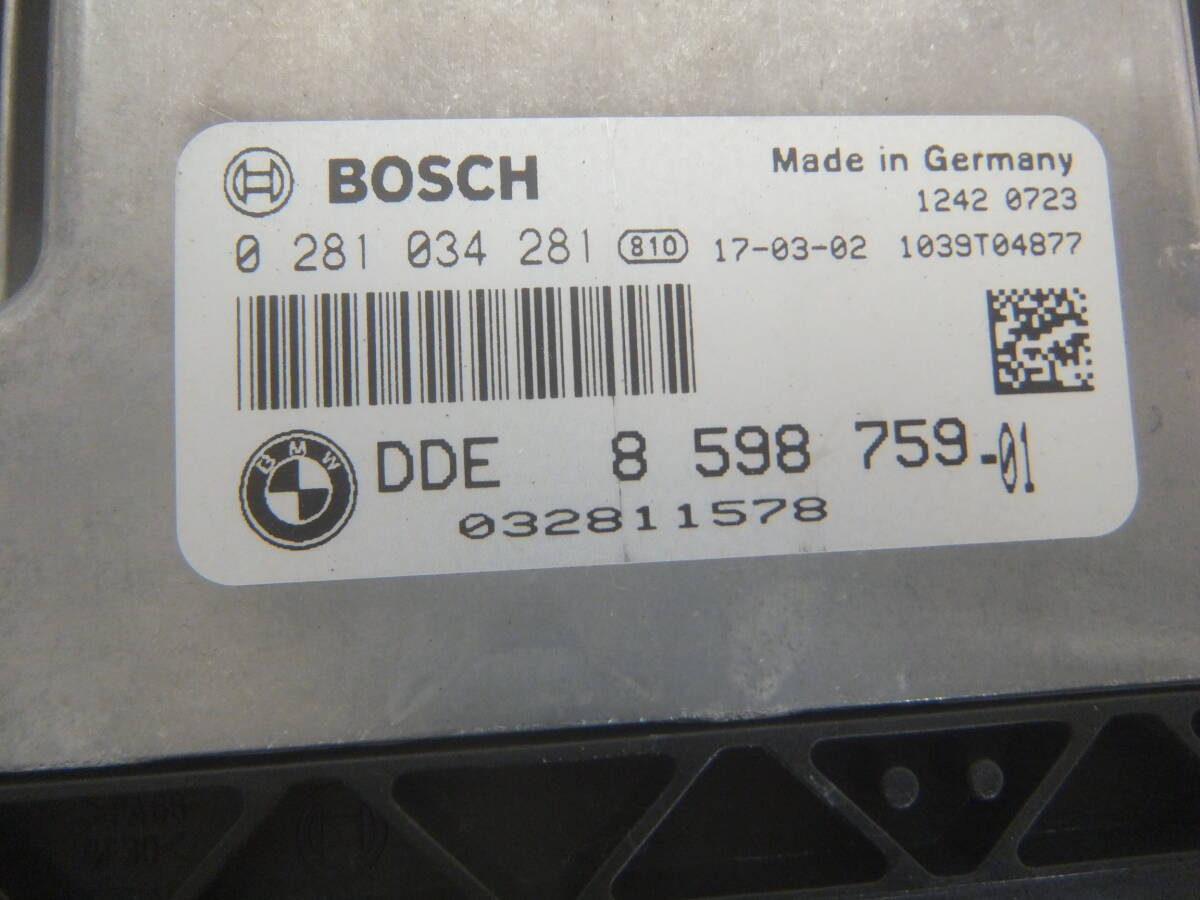 BOSCH
Made in Germany
1242 0723
0 281 034 281 810 17-03-02 1039T04877
BMW
DDE 8 598 759-01
032811578